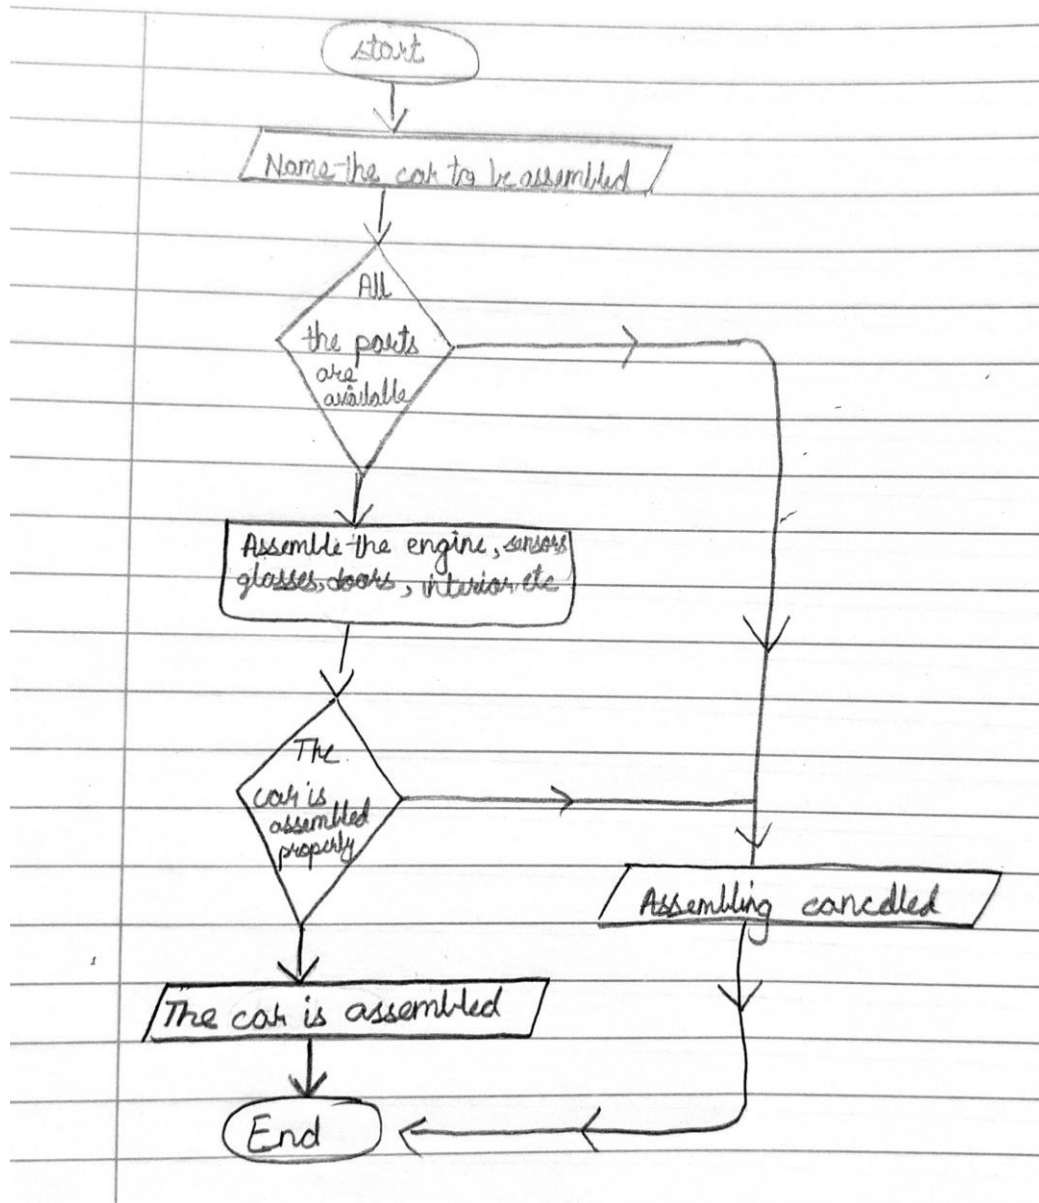 start
Name the car to be assembled
All
the parts
are
available
Assemble the engine, sensors
glasses, doors, interior etc
The
car is
assembled
properly
Assembling cancelled
The car is assembled
End